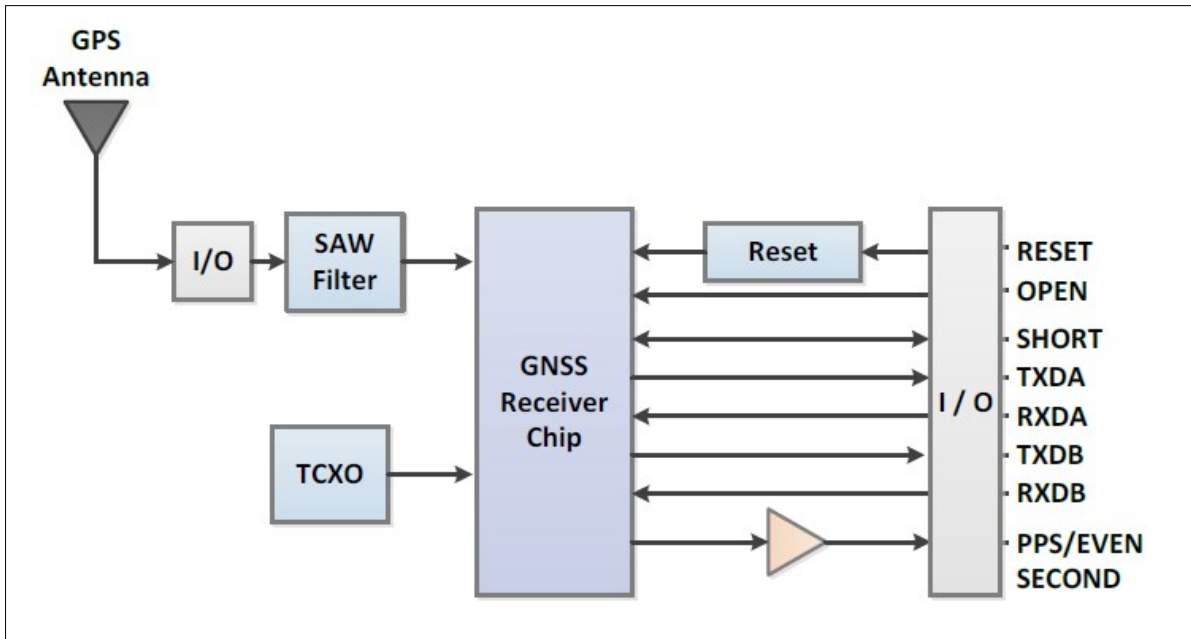 GPS
Antenna
I/O
SAW
Filter
TCXO
GNSS
Receiver
Chip
Reset
I / O
RESET
OPEN
SHORT
TXDA
RXDA
TXDB
RXDB
PPS/EVEN
SECOND